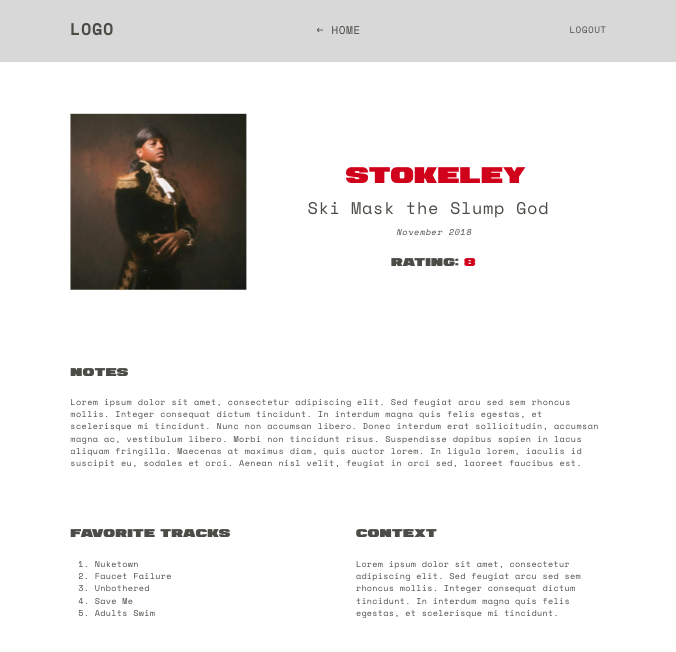 LOGO
← HOME
LOGOUT
STOKELEY
Ski Mask the Slump God
November 2018
RATING: 8
NOTES
Lorem ipsum dolor sit amet, consectetur adipiscing elit. Sed feugiat arcu sed sem rhoncus
mollis. Integer consequat dictum tincidunt. In interdum magna quis felis egestas, et
scelerisque mi tincidunt. Nunc non accumsan libero. Donec interdum erat sollicitudin, accumsan
magna ac, vestibulum libero. Morbi non tincidunt risus. Suspendisse dapibus sapien in lacus
aliquam fringilla. Maecenas at maximus diam, quis auctor lorem. In ligula lorem, iaculis id
suscipit eu, sodales et orci. Aenean nisl velit, feugiat in orci sed, laoreet faucibus est.
FAVORITE TRACKS
1. Nuketown
2. Faucet Failure
3. Unbothered
4. Save Me
5. Adults Swim
CONTEXT
Lorem ipsum dolor sit amet, consectetur
adipiscing elit. Sed feugiat arcu sed sem
rhoncus mollis. Integer consequat dictum
tincidunt. In interdum magna quis felis
egestas, et scelerisque mi tincidunt.